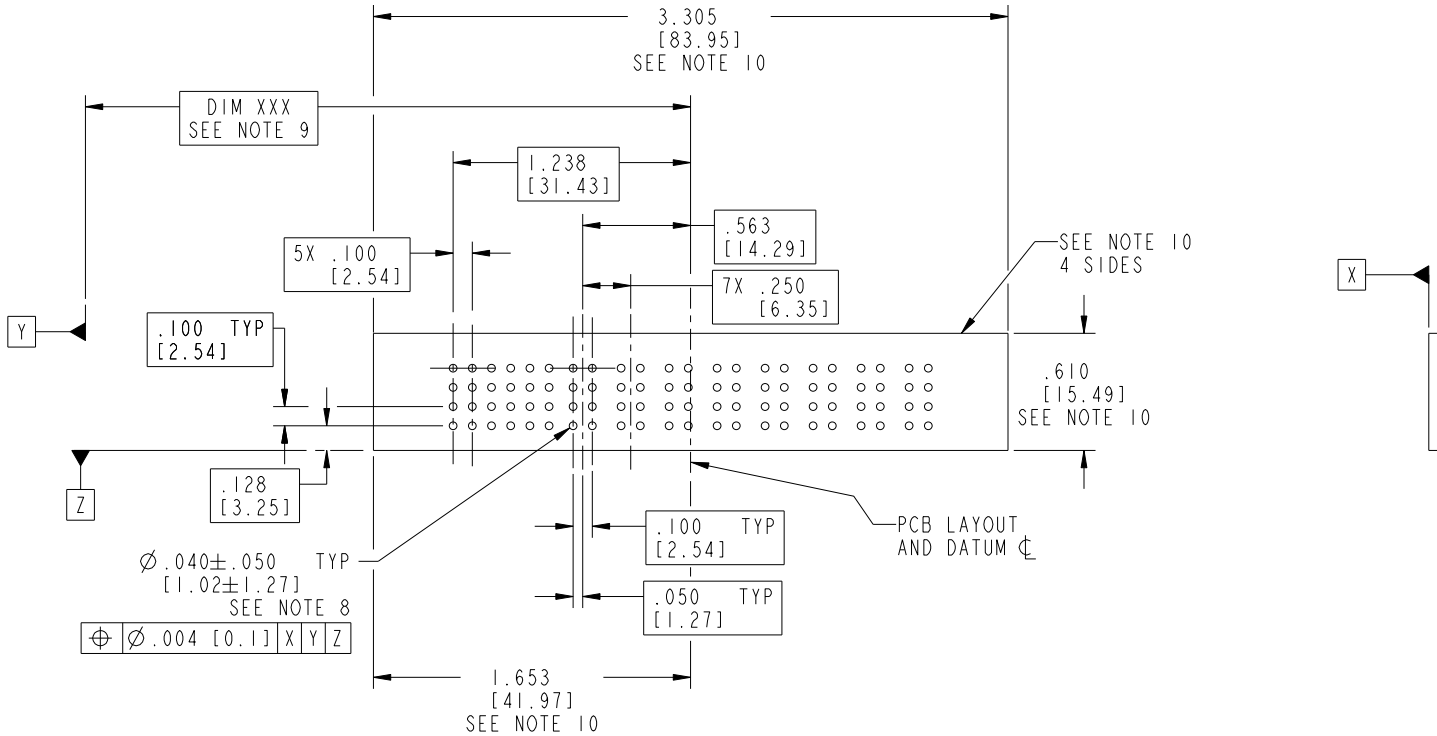 3.305
[83.95]
SEE NOTE 10
DIM XXX
SEE NOTE 9
1.238
[31.43]
.563
[14.29]
5X .100
[2.54]
7X .250
[6.35]
SEE NOTE 10
4 SIDES
X
Y
.100 TYP
[2.54]
.610
[15.49]
SEE NOTE 10
.128
[3.25]
Z
.100 TYP
[2.54]
PCB LAYOUT
AND DATUM ℄
Ø.040±.050 TYP
[1.02±1.27]
SEE NOTE 8
.050 TYP
[1.27]
⌖ Ø.004 [0.1] X Y Z
1.653
[41.97]
SEE NOTE 10